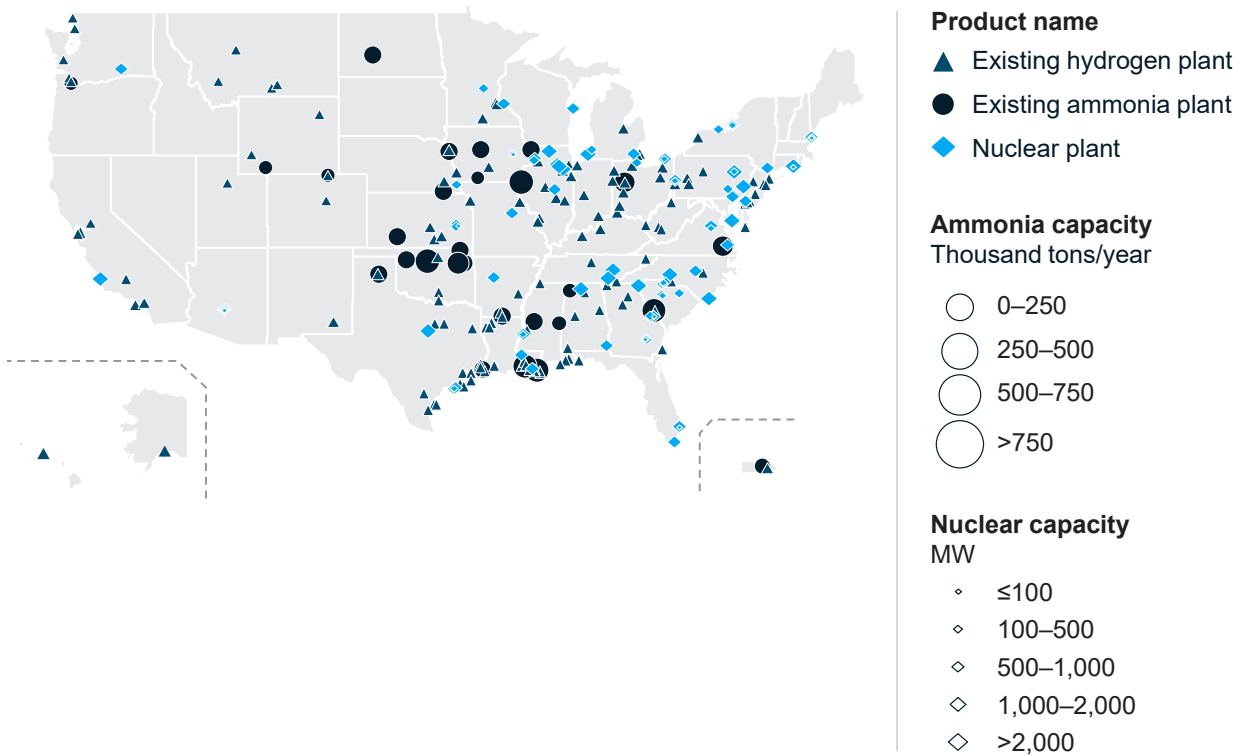 Product name
Existing hydrogen plant
Existing ammonia plant
Nuclear plant
Ammonia capacity
Thousand tons/year
0–250
250–500
500–750
>750
Nuclear capacity
MW
≤100
100–500
500–1,000
1,000–2,000
>2,000